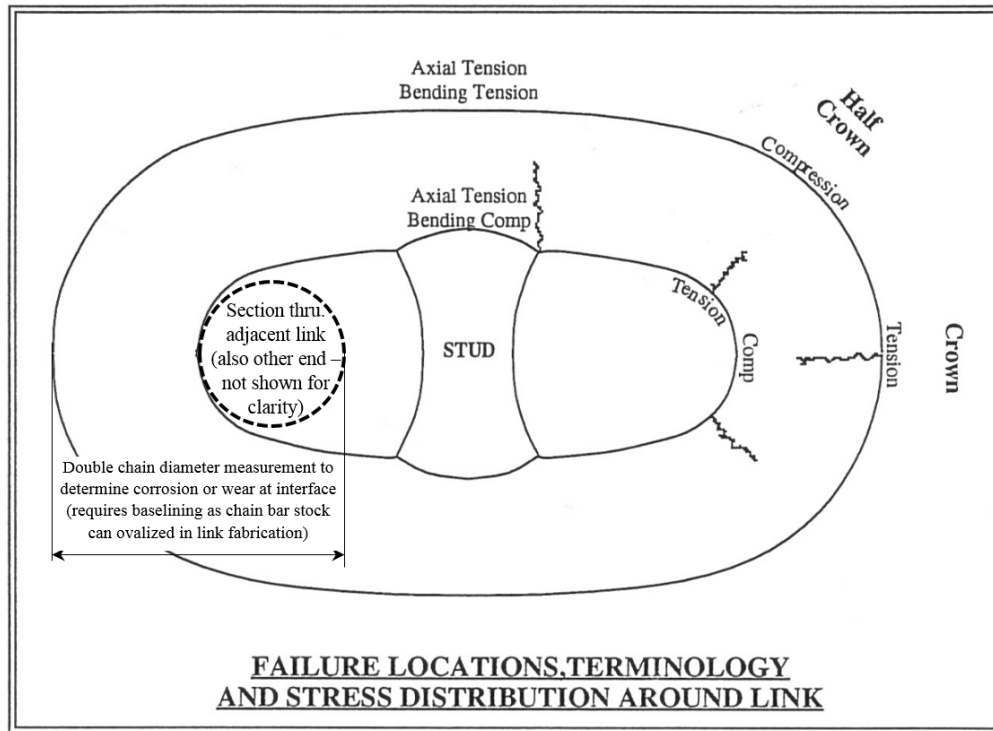 Axial Tension
Bending Tension
Half
Crown
Compression
Axial Tension
Bending Comp
Tension
Section thru.
adjacent link
(also other end –
not shown for
clarity)
STUD
Comp
Tension
Crown
Double chain diameter measurement to
determine corrosion or wear at interface
(requires baselining as chain bar stock
can ovalized in link fabrication)
FAILURE LOCATIONS,TERMINOLOGY
AND STRESS DISTRIBUTION AROUND LINK